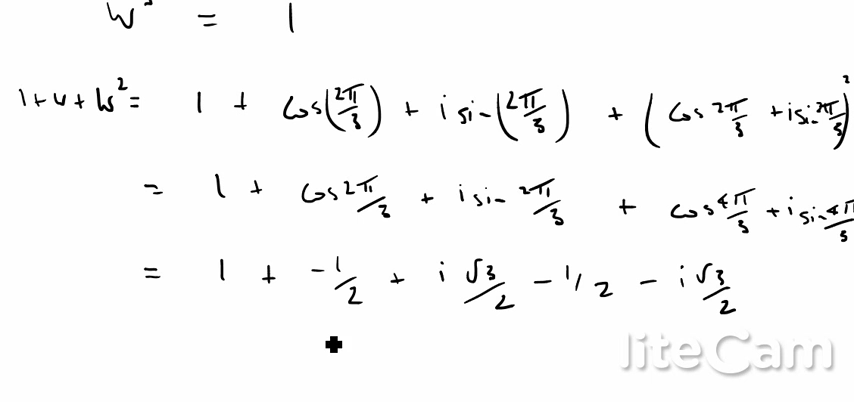 w³ = 1
1+w+w² = 1 + cos(2π/3) + i sin(2π/3) + (cos 2π/3 + i sin 2π/3)²
= 1 + cos 2π/3 + i sin 2π/3 + cos 4π/3 + i sin 4π/3
= 1 + -1/2 + i √3/2 - 1/2 - i √3/2
liteCam